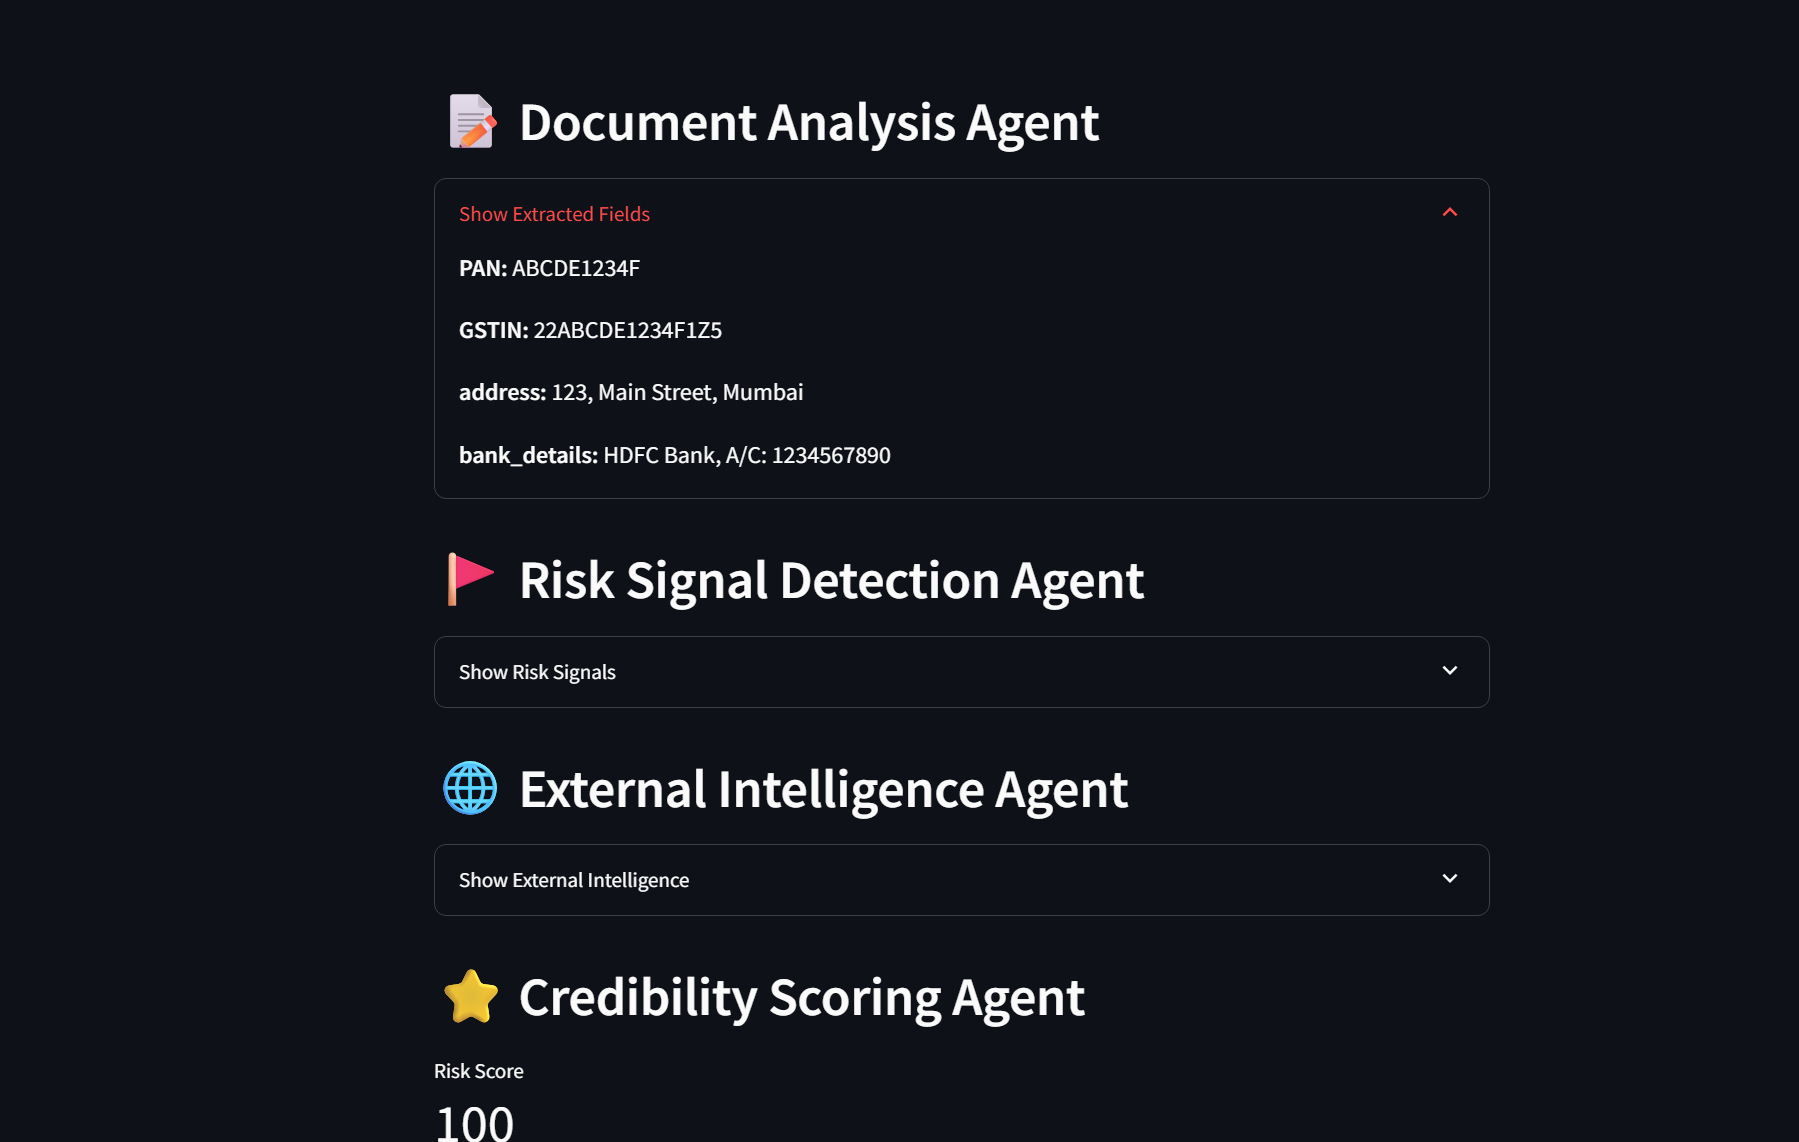 Document Analysis Agent
Show Extracted Fields
PAN: ABCDE1234F
GSTIN: 22ABCDE1234F1Z5
address: 123, Main Street, Mumbai
bank_details: HDFC Bank, A/C: 1234567890
Risk Signal Detection Agent
Show Risk Signals
External Intelligence Agent
Show External Intelligence
Credibility Scoring Agent
Risk Score
100